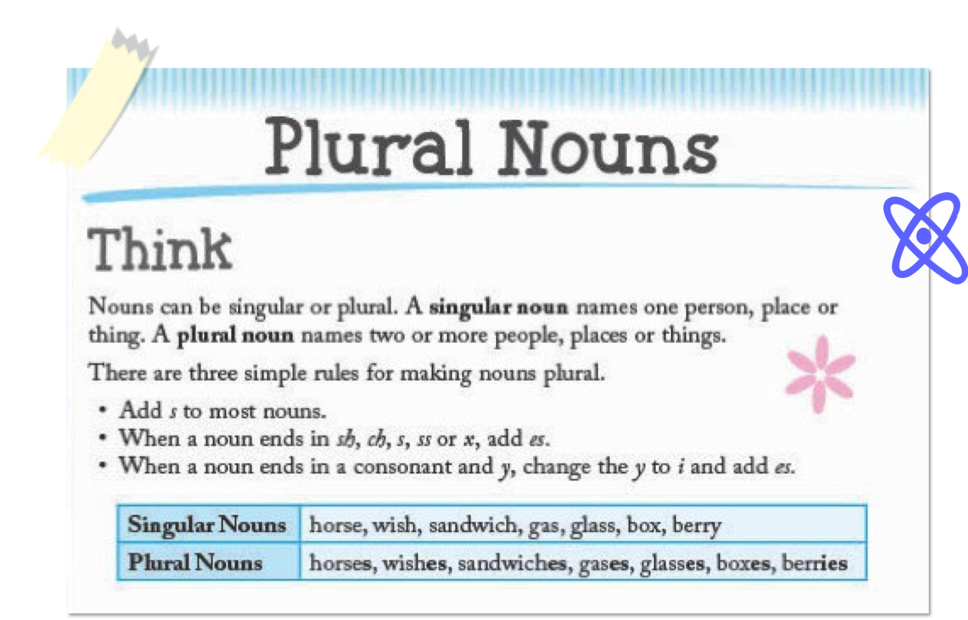 Plural Nouns
Think
Nouns can be singular or plural. A singular noun names one person, place or
thing. A plural noun names two or more people, places or things.
There are three simple rules for making nouns plural.
• Add s to most nouns.
• When a noun ends in sh, ch, s, ss or x, add es.
• When a noun ends in a consonant and y, change the y to i and add es.
Singular Nouns horse, wish, sandwich, gas, glass, box, berry
Plural Nouns horses, wishes, sandwiches, gases, glasses, boxes, berries